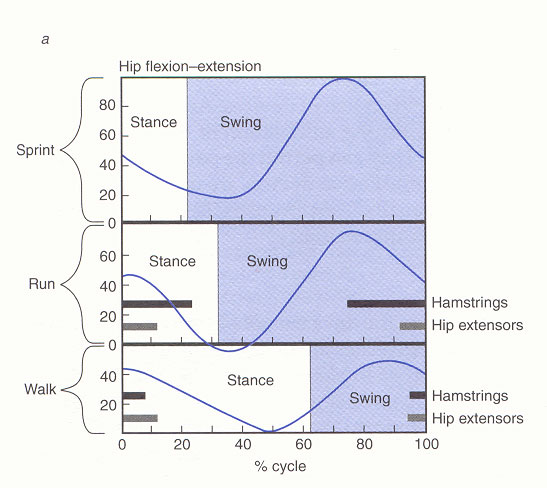 a
Hip flexion–extension
80
Stance
Swing
60
Sprint
40
20
0
60
Stance
Swing
40
Run
Hamstrings
20
Hip extensors
0
40
Stance
Walk
Swing
Hamstrings
20
Hip extensors
0 20 40 60 80 100
% cycle